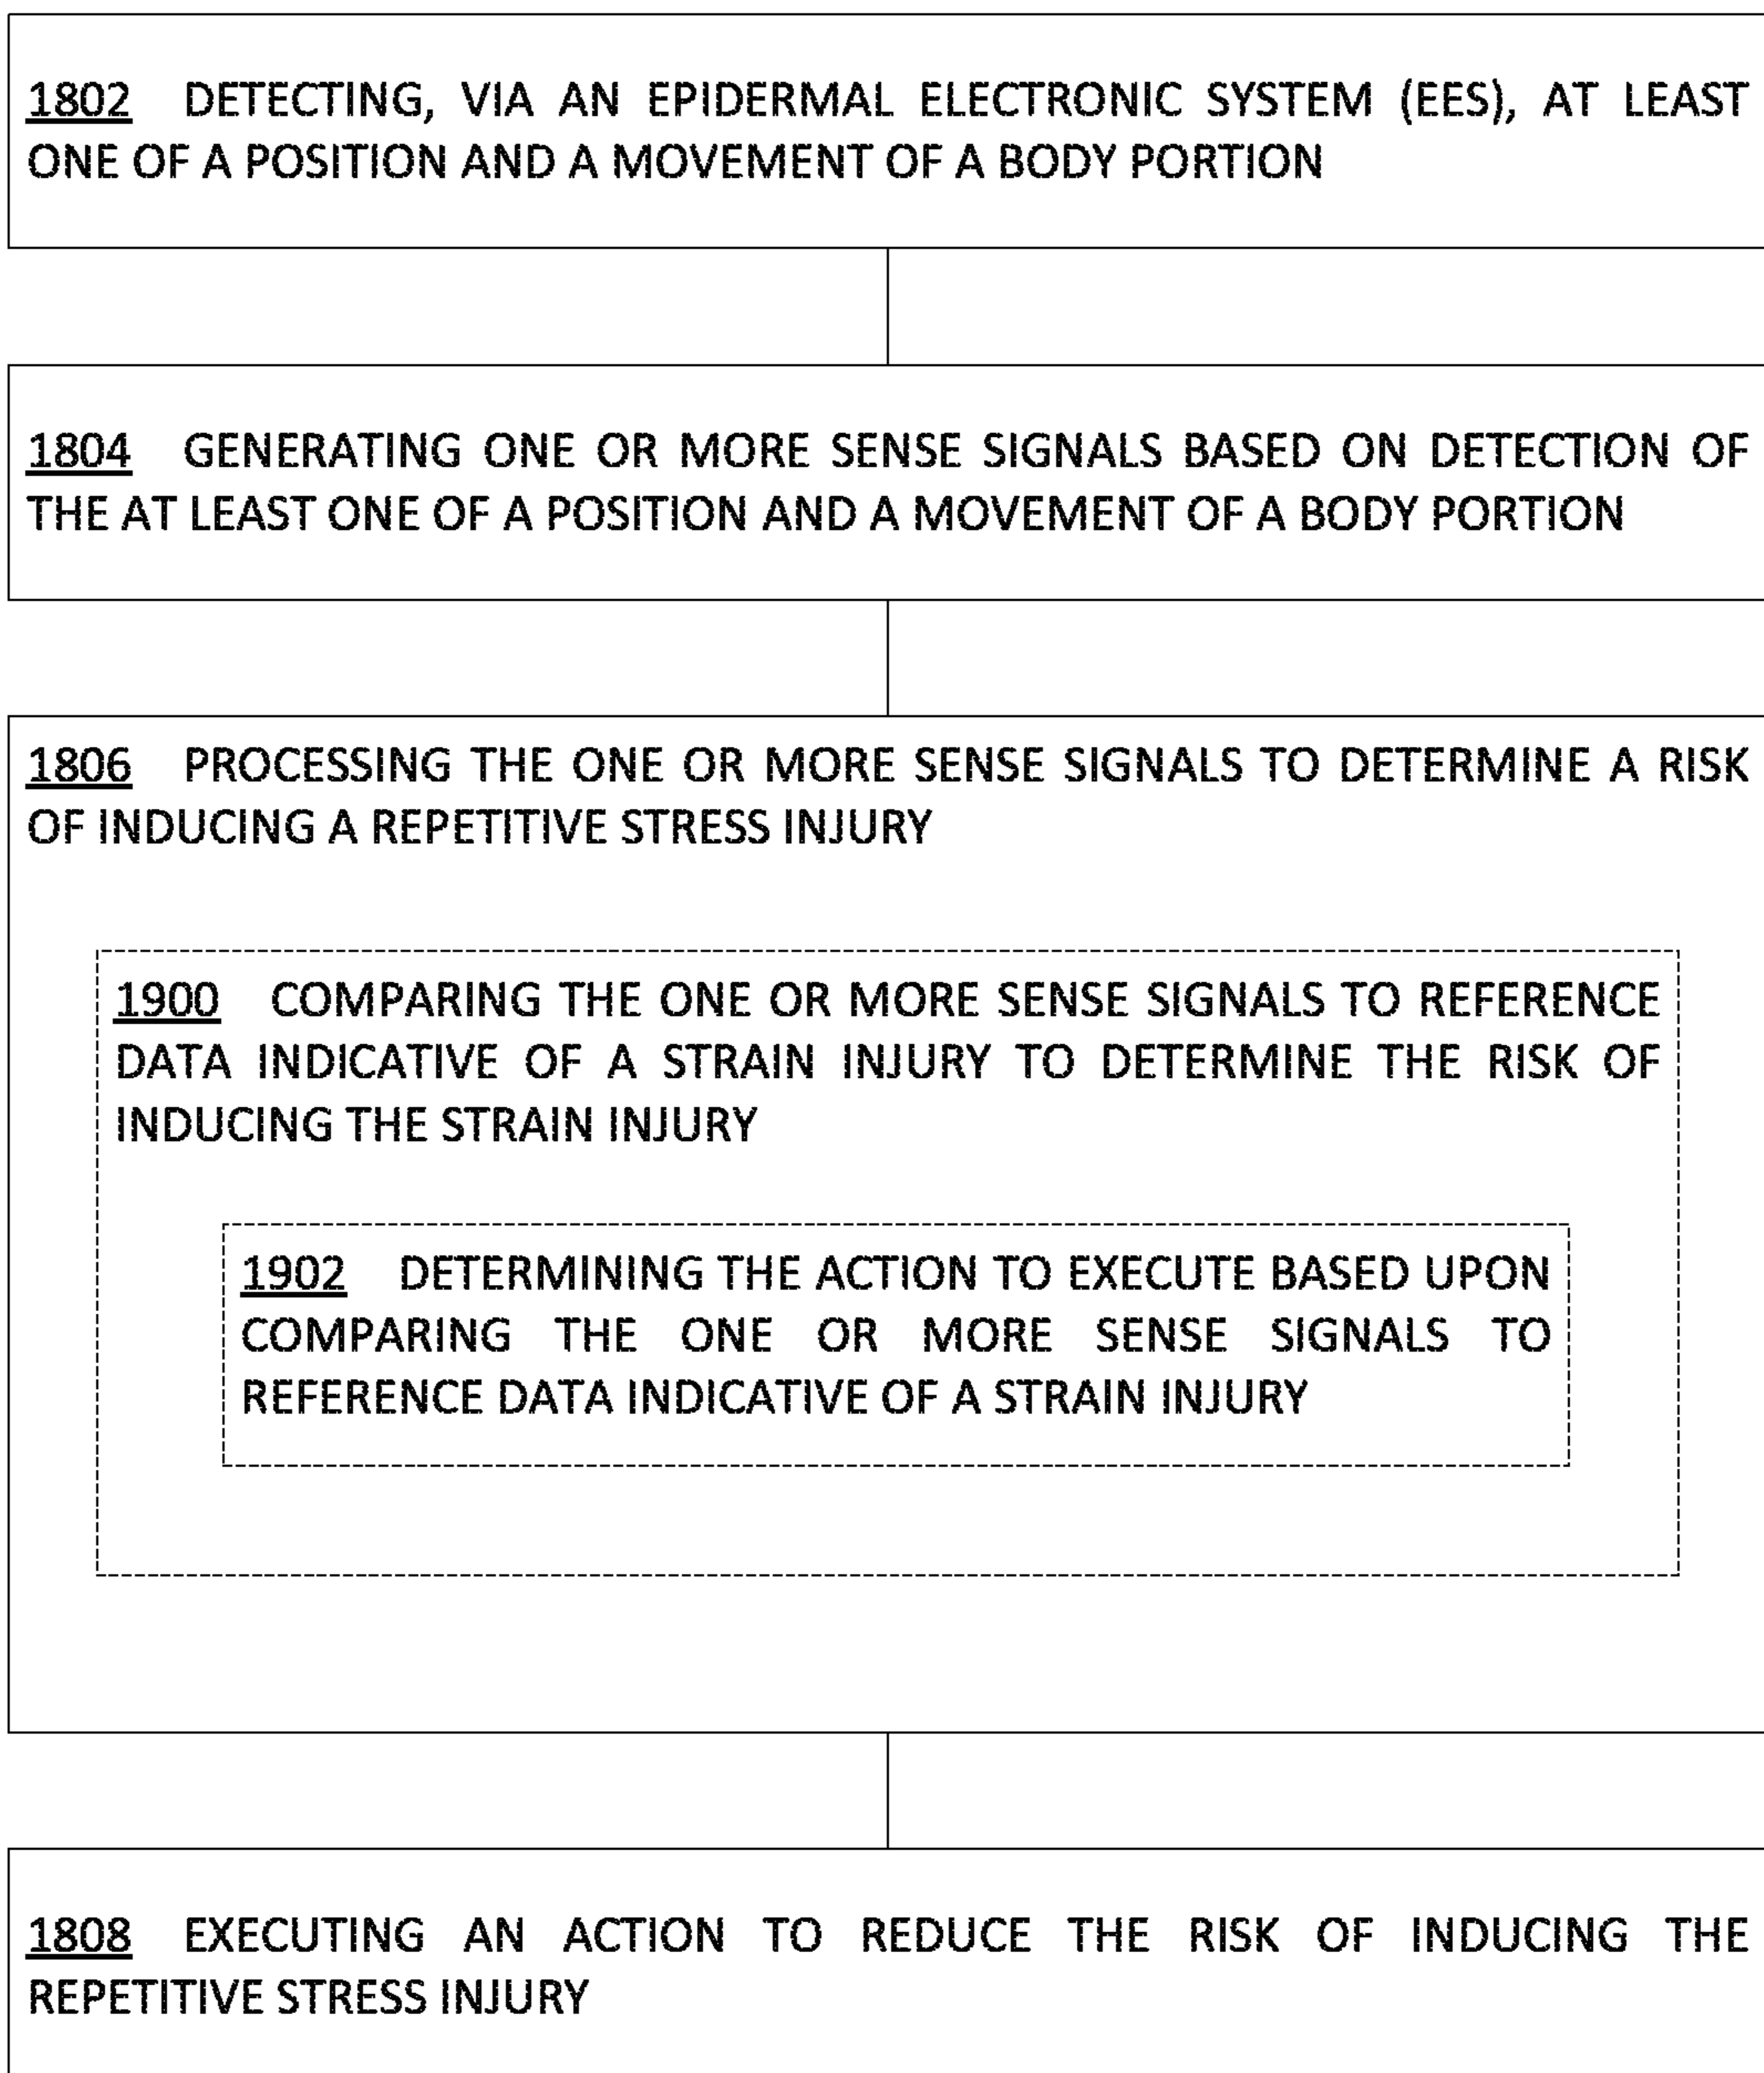 1802 DETECTING, VIA AN EPIDERMAL ELECTRONIC SYSTEM (EES), AT LEAST
ONE OF A POSITION AND A MOVEMENT OF A BODY PORTION
1804 GENERATING ONE OR MORE SENSE SIGNALS BASED ON DETECTION OF
THE AT LEAST ONE OF A POSITION AND A MOVEMENT OF A BODY PORTION
1806 PROCESSING THE ONE OR MORE SENSE SIGNALS TO DETERMINE A RISK
OF INDUCING A REPETITIVE STRESS INJURY
1900 COMPARING THE ONE OR MORE SENSE SIGNALS TO REFERENCE
DATA INDICATIVE OF A STRAIN INJURY TO DETERMINE THE RISK OF
INDUCING THE STRAIN INJURY
1902 DETERMINING THE ACTION TO EXECUTE BASED UPON
COMPARING THE ONE OR MORE SENSE SIGNALS TO
REFERENCE DATA INDICATIVE OF A STRAIN INJURY
1808 EXECUTING AN ACTION TO REDUCE THE RISK OF INDUCING THE
REPETITIVE STRESS INJURY